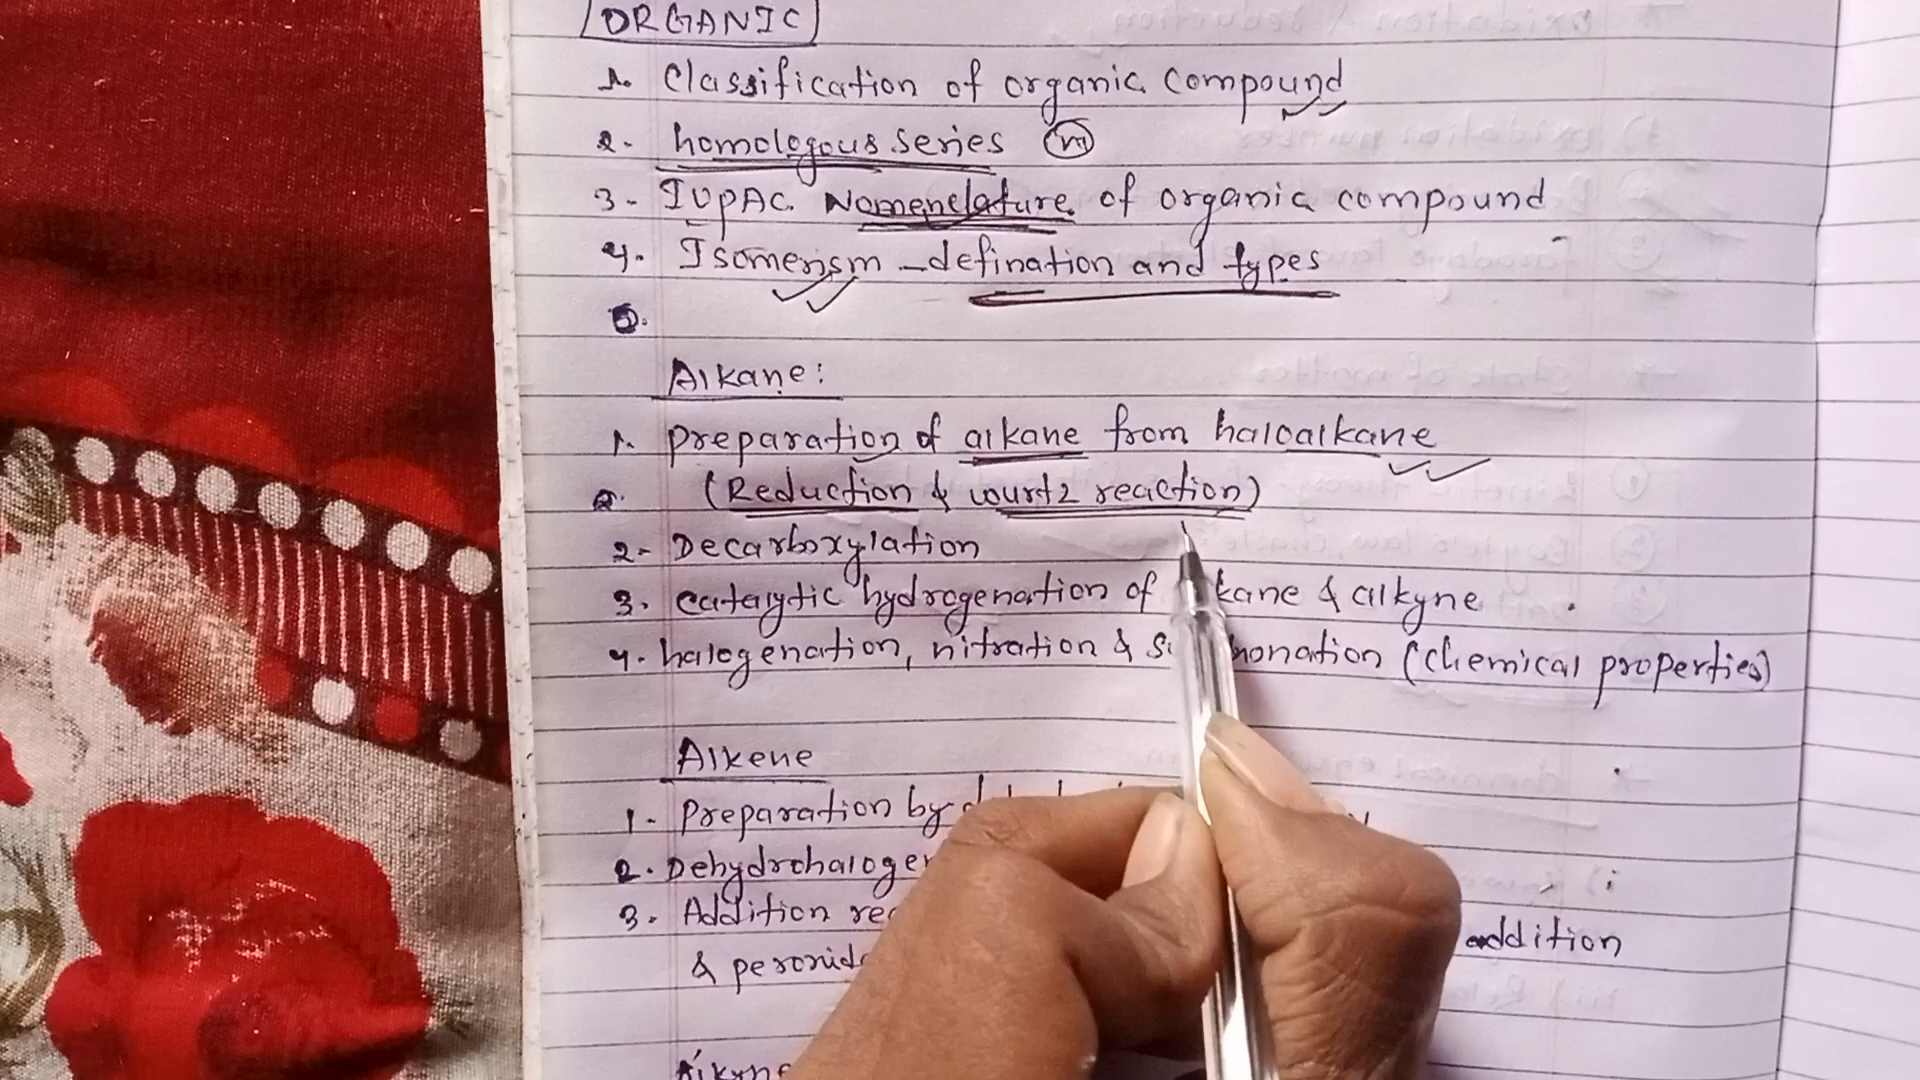 ORGANIC
1. Classification of organic compound
2. homologous series (m)
3. IUPAC Nomenclature of organic compound
4. Isomerism - defination and types
5.
Alkane:
1. preparation of alkane from haloalkane
(Reduction & wurtz reaction)
2- Decarboxylation
3. catalytic hydrogenation of kane & alkyne
4. halogenation, nitration & honation (chemical properties)
Alkene
1- Preparation by
2. Dehydrohaloge
3. Addition addition
& peroxid